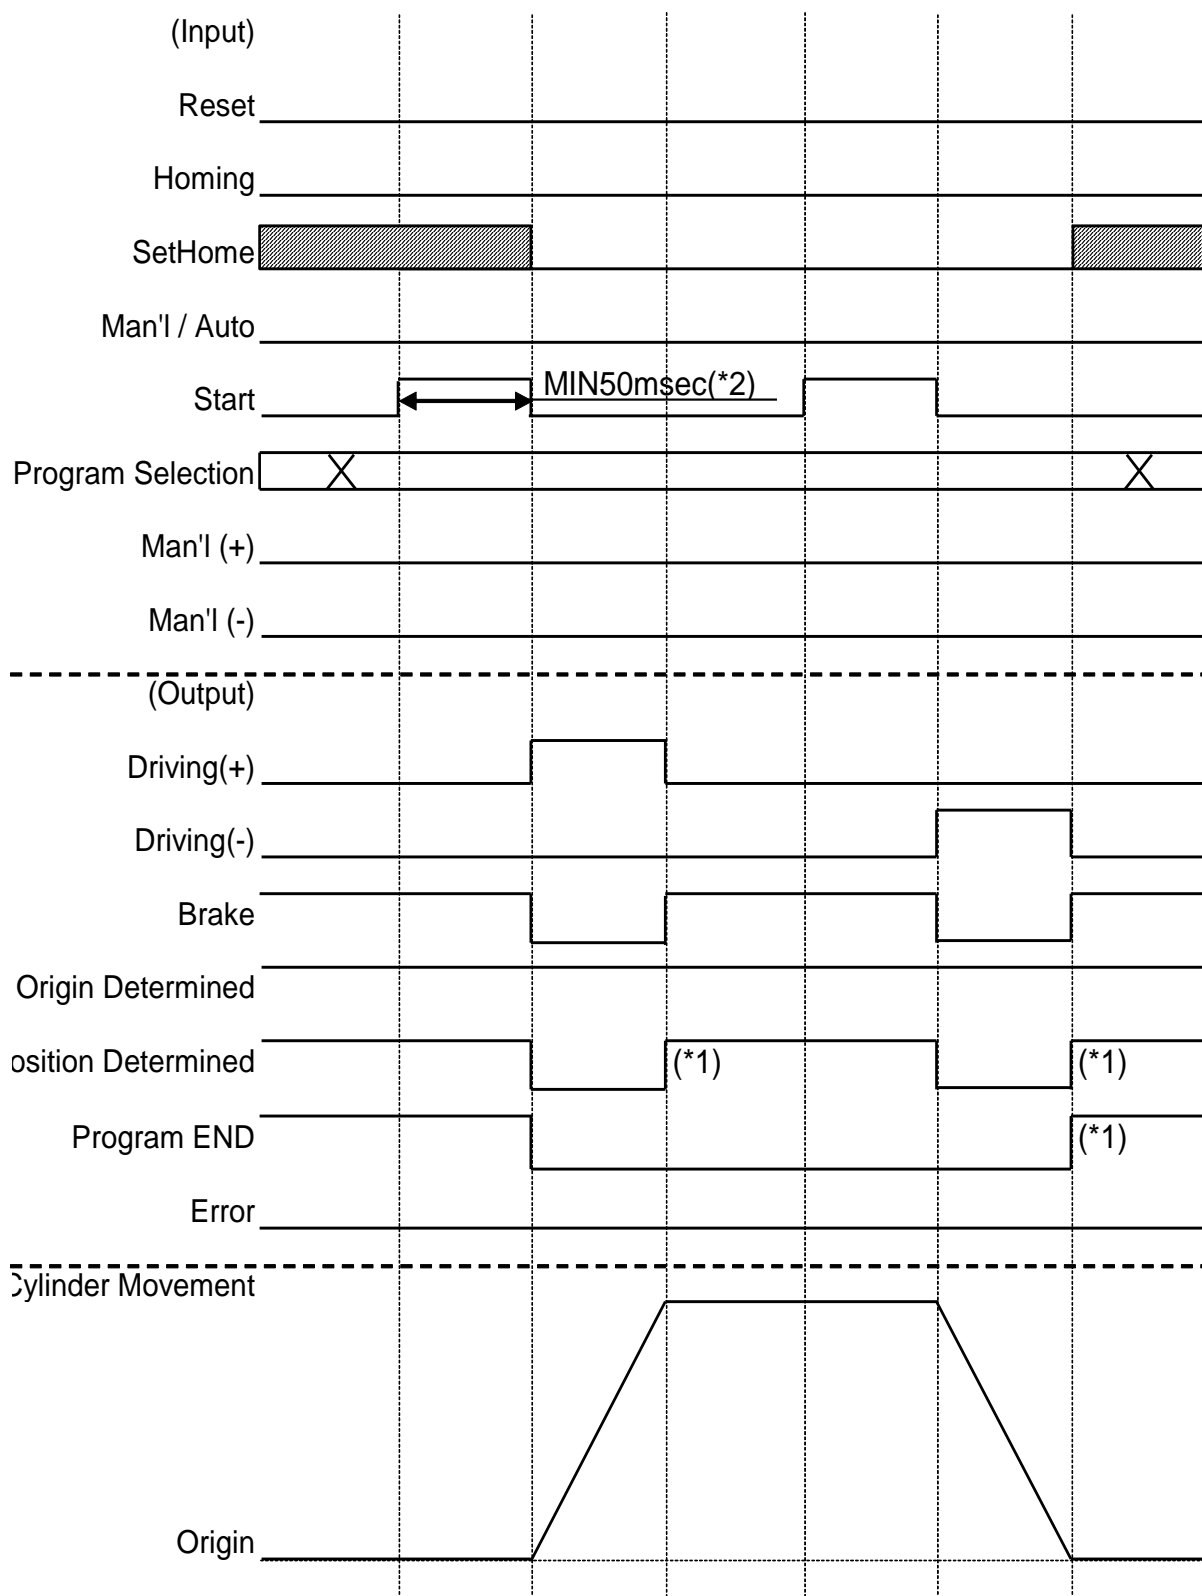 (Input)
Reset
Homing
SetHome
Man'l / Auto
Start
MIN50msec(*2)
Program Selection
Man'l (+)
Man'l (-)
(Output)
Driving(+)
Driving(-)
Brake
Origin Determined
osition Determined
(*1)
(*1)
Program END
(*1)
Error
Cylinder Movement
Origin